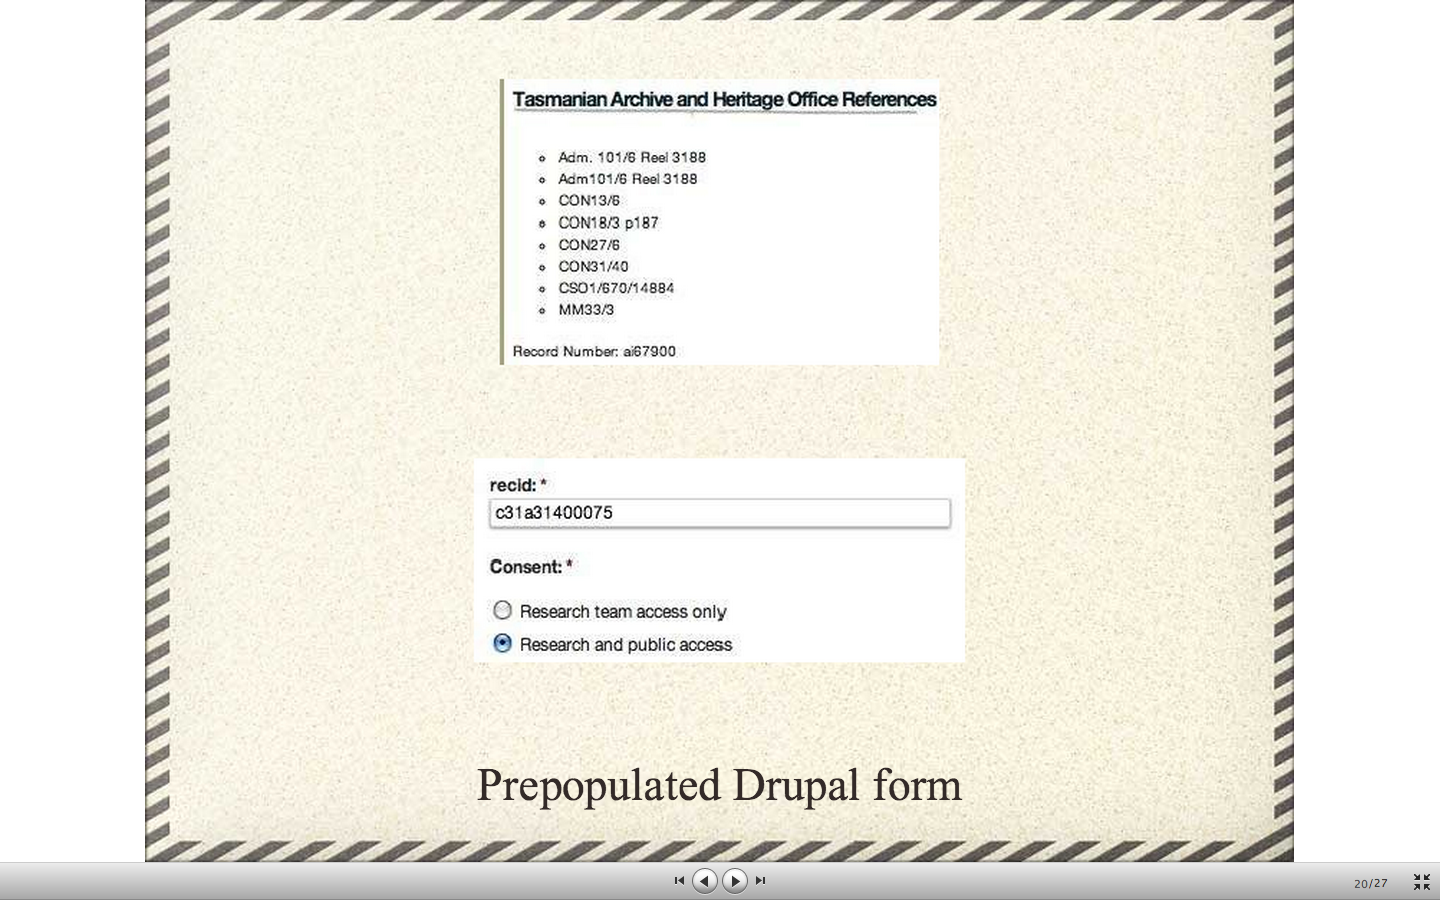 Tasmanian Archive and Heritage Office References
Adm. 101/6 Reel 3188
Adm101/6 Reel 3188
CON13/6
CON18/3 p187
CON27/6
CON31/40
CSO1/670/14884
MM33/3
Record Number: ai67900
recid: *
c31a31400075
Consent: *
Research team access only
Research and public access
Prepopulated Drupal form
20/27